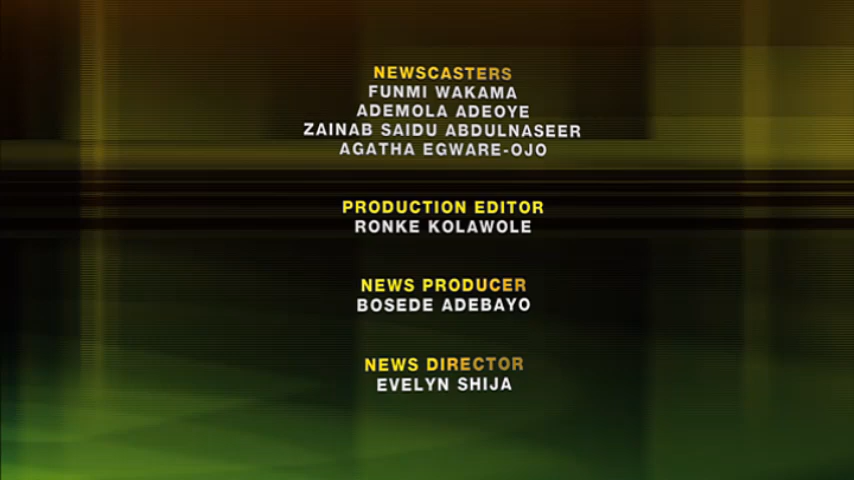 NEWSCASTERS
FUNMI WAKAMA
ADEMOLA ADEOYE
ZAINAB SAIDU ABDULNASEER
AGATHA EGWARE-OJO
PRODUCTION EDITOR
RONKE KOLAWOLE
NEWS PRODUCER
BOSEDE ADEBAYO
NEWS DIRECTOR
EVELYN SHIJA